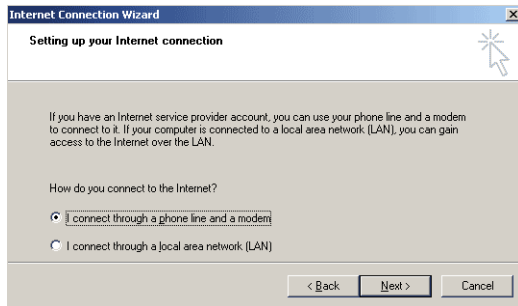 Internet Connection Wizard
Setting up your Internet connection
If you have an Internet service provider account, you can use your phone line and a modem
to connect to it. If your computer is connected to a local area network (LAN), you can gain
access to the Internet over the LAN.
How do you connect to the Internet?
I connect through a phone line and a modem
I connect through a local area network (LAN)
< Back
Next >
Cancel